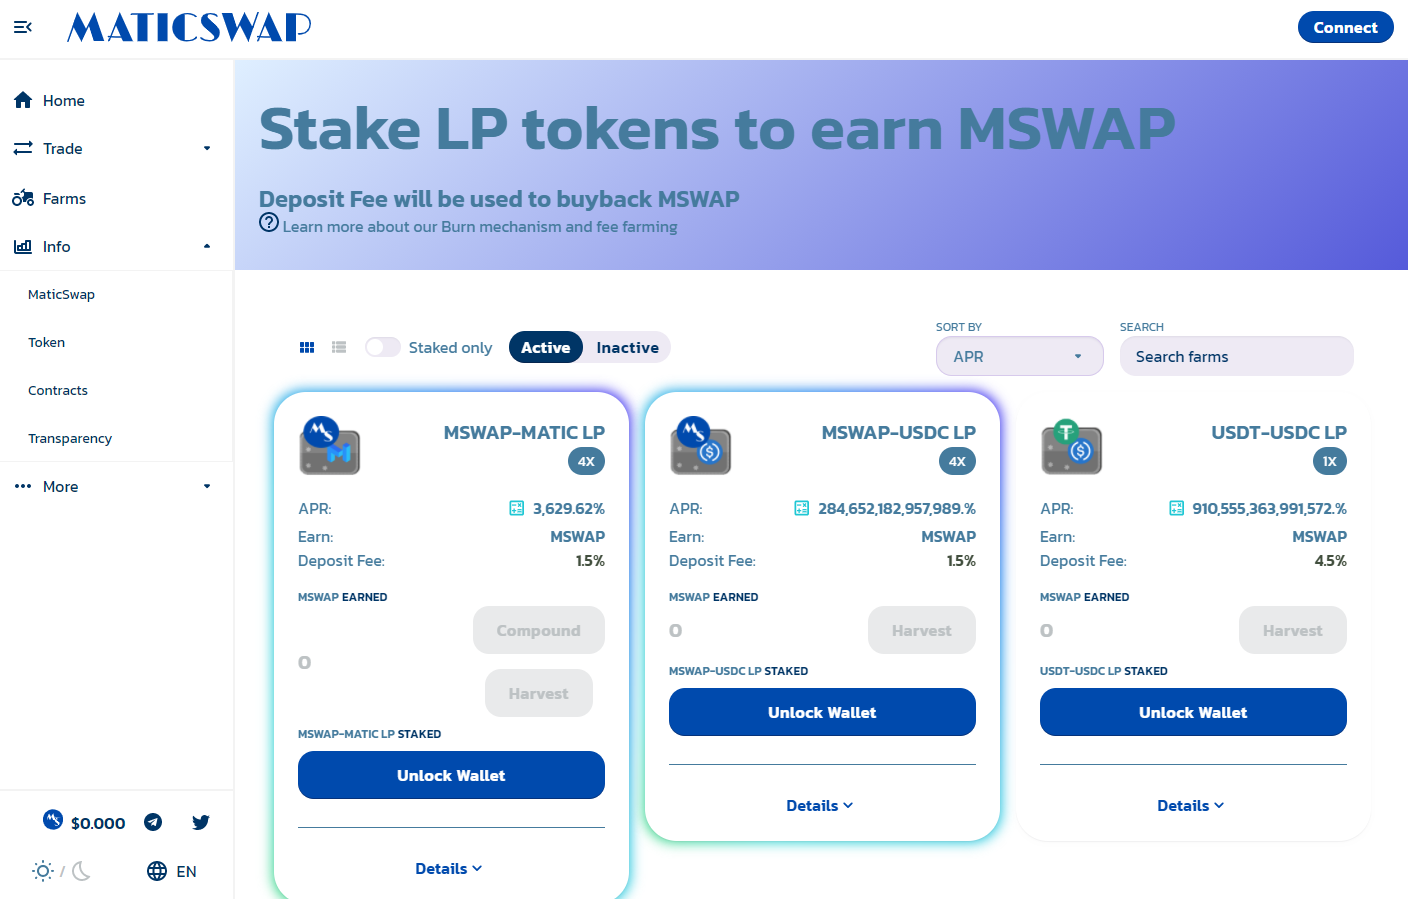 MATICSWAP
Connect
Home
Trade
Farms
Info
MaticSwap
Token
Contracts
Transparency
More
$0.000
/
EN
Stake LP tokens to earn MSWAP
Deposit Fee will be used to buyback MSWAP
Learn more about our Burn mechanism and fee farming
Staked only
Active
Inactive
SORT BY
APR
SEARCH
Search farms
MSWAP-MATIC LP
4X
APR:
3,629.62%
Earn:
MSWAP
Deposit Fee:
1.5%
MSWAP EARNED
0
Compound
Harvest
MSWAP-MATIC LP STAKED
Unlock Wallet
Details
MSWAP-USDC LP
4X
APR:
284,652,182,957,989.%
Earn:
MSWAP
Deposit Fee:
1.5%
MSWAP EARNED
0
Harvest
MSWAP-USDC LP STAKED
Unlock Wallet
Details
USDT-USDC LP
1X
APR:
910,555,363,991,572.%
Earn:
MSWAP
Deposit Fee:
4.5%
MSWAP EARNED
0
Harvest
USDT-USDC LP STAKED
Unlock Wallet
Details